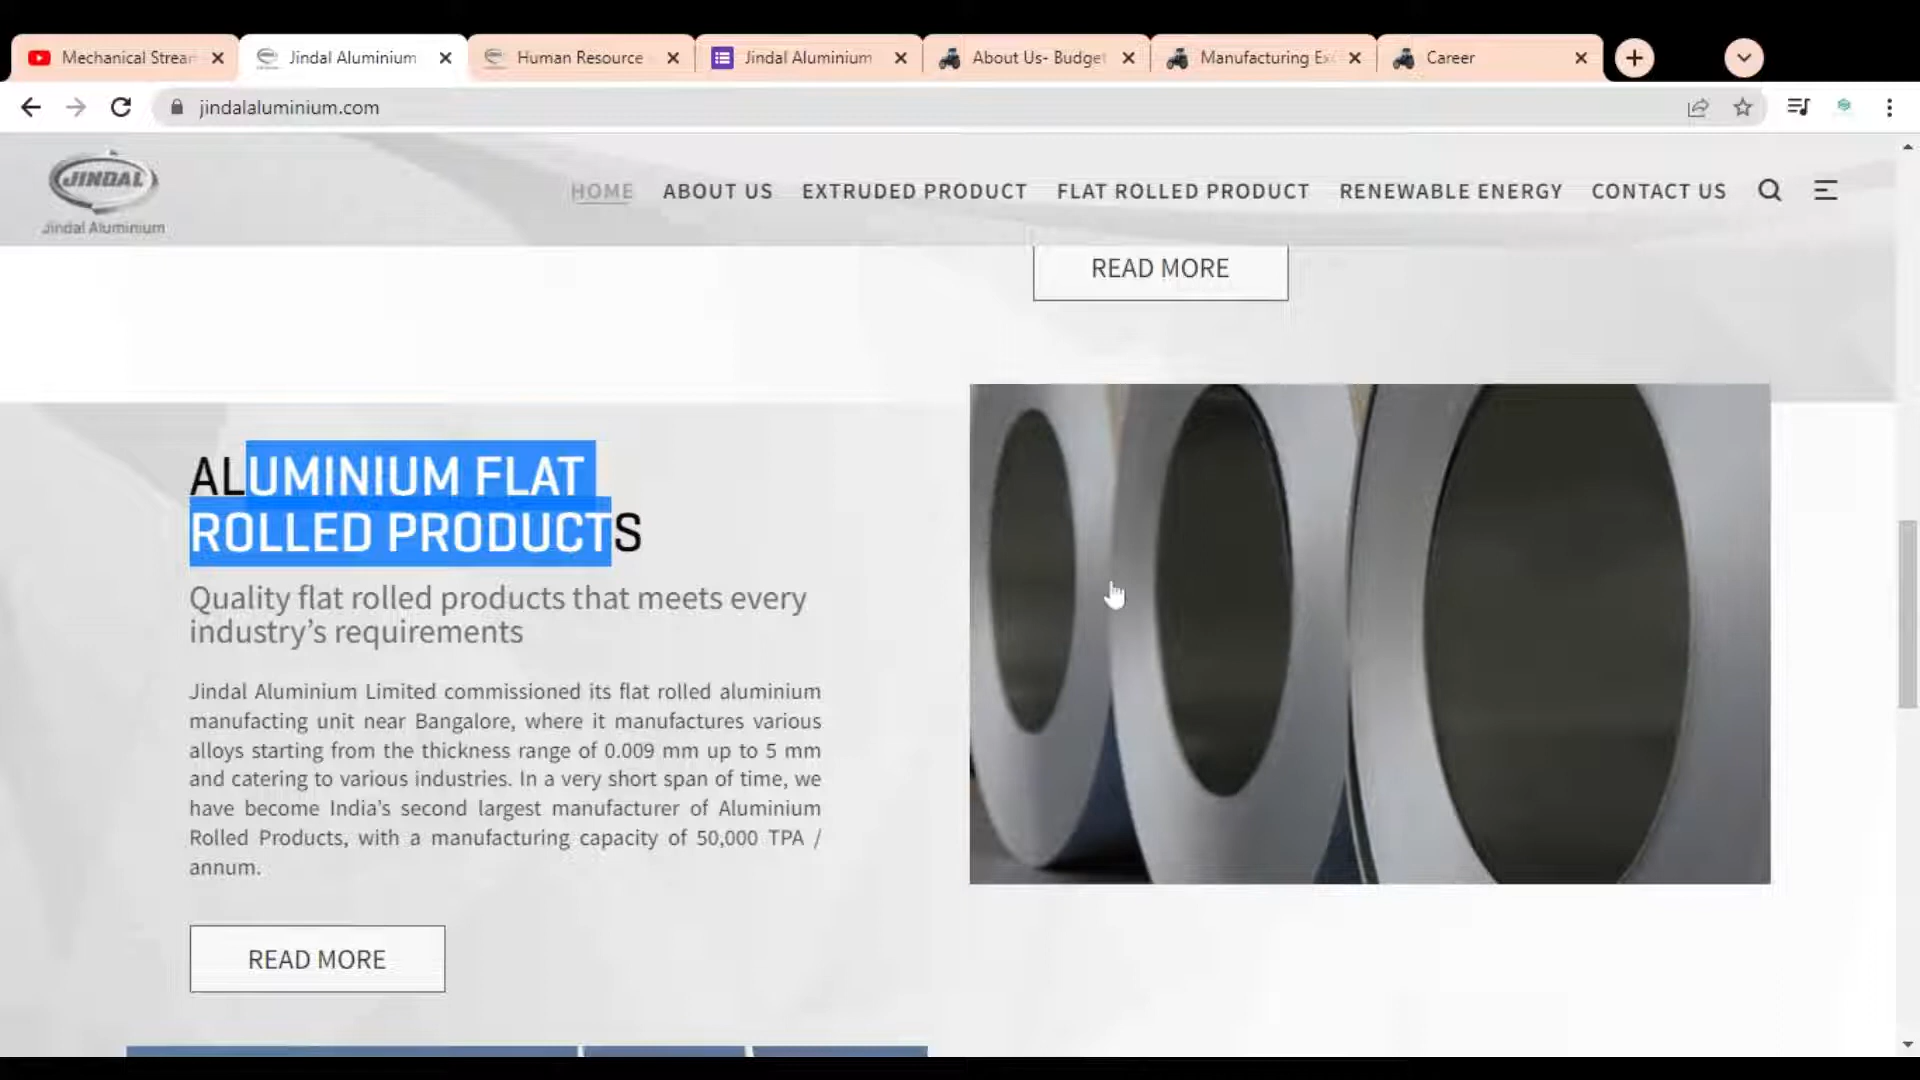 Mechanical Strea
Jindal Aluminium
Human Resource
Jindal Aluminium
About Us- Budget
Manufacturing Ex
Career
jindalaluminium.com
JINDAL
Jindal Aluminium
HOME
ABOUT US
EXTRUDED PRODUCT
FLAT ROLLED PRODUCT
RENEWABLE ENERGY
CONTACT US
READ MORE
ALUMINIUM FLAT
ROLLED PRODUCTS
Quality flat rolled products that meets every
industry’s requirements
Jindal Aluminium Limited commissioned its flat rolled aluminium
manufacting unit near Bangalore, where it manufactures various
alloys starting from the thickness range of 0.009 mm up to 5 mm
and catering to various industries. In a very short span of time, we
have become India’s second largest manufacturer of Aluminium
Rolled Products, with a manufacturing capacity of 50,000 TPA /
annum.
READ MORE